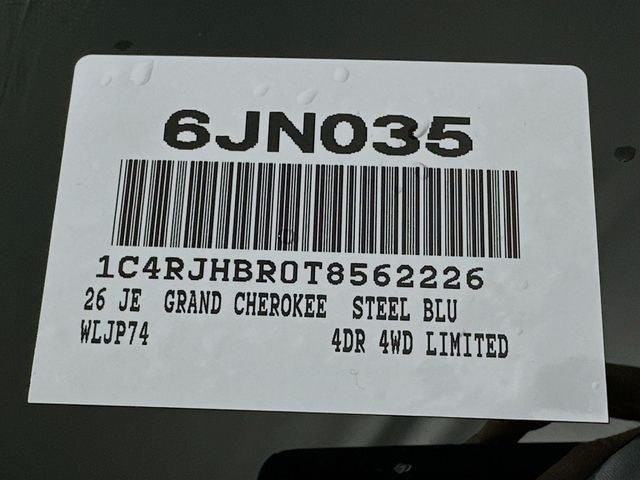 6JN035
1C4RJHBR0T8562226
26 JE GRAND CHEROKEE STEEL BLU
WLJP74 4DR 4WD LIMITED